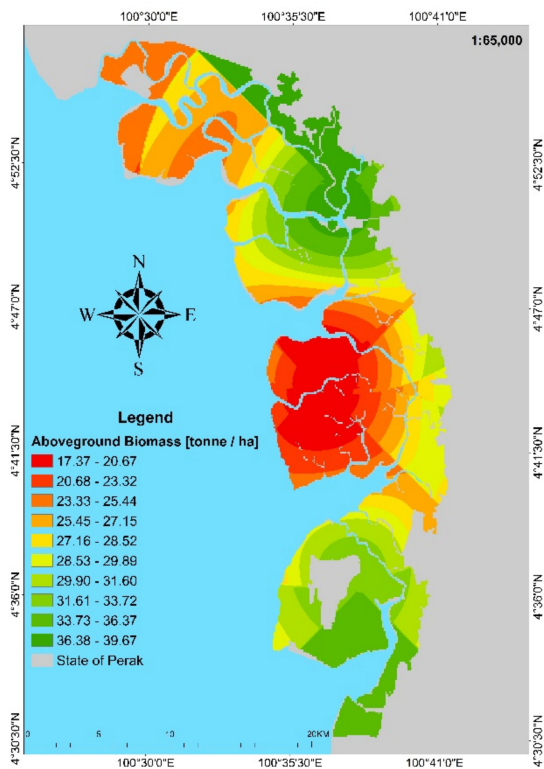 100°30'0"E 100°35'30"E 100°41'0"E
1:65,000
4°52'30"N 4°52'30"N
N
4°47'0"N 4°47'0"N
W E
S
Legend
Aboveground Biomass [tonne / ha]
17.37 - 20.67
20.68 - 23.32
4°41'30"N 4°41'30"N
23.33 - 25.44
25.45 - 27.15
27.16 - 28.52
28.53 - 29.89
29.90 - 31.60
4°36'0"N 4°36'0"N
31.61 - 33.72
33.73 - 36.37
36.38 - 39.67
State of Perak
0 5 10 20KM
4°30'30"N 4°30'30"N
100°30'0"E 100°35'30"E 100°41'0"E